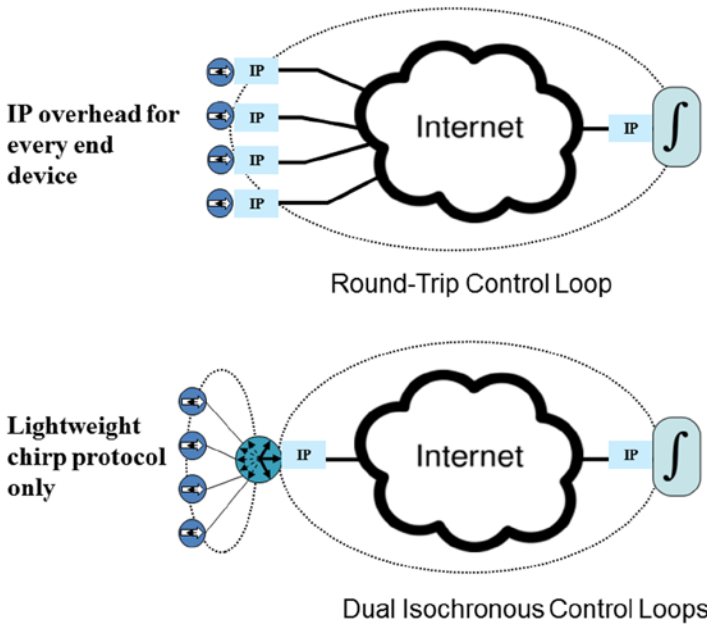 IP
IP
IP
IP
IP overhead for
every end
device
Internet
IP
∫
Round-Trip Control Loop
Lightweight
chirp protocol
only
IP
Internet
IP
∫
Dual Isochronous Control Loops